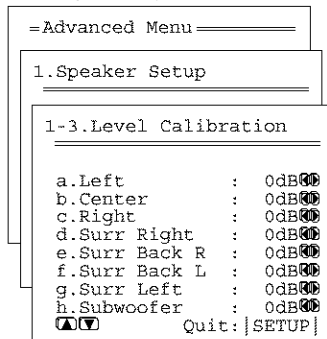 Advanced Menu
1.Speaker Setup
1-3.Level Calibration
a.Left : 0dB
b.Center : 0dB
c.Right : 0dB
d.Surr Right : 0dB
e.Surr Back R : 0dB
f.Surr Back L : 0dB
g.Surr Left : 0dB
h.Subwoofer : 0dB
Quit:|SETUP|